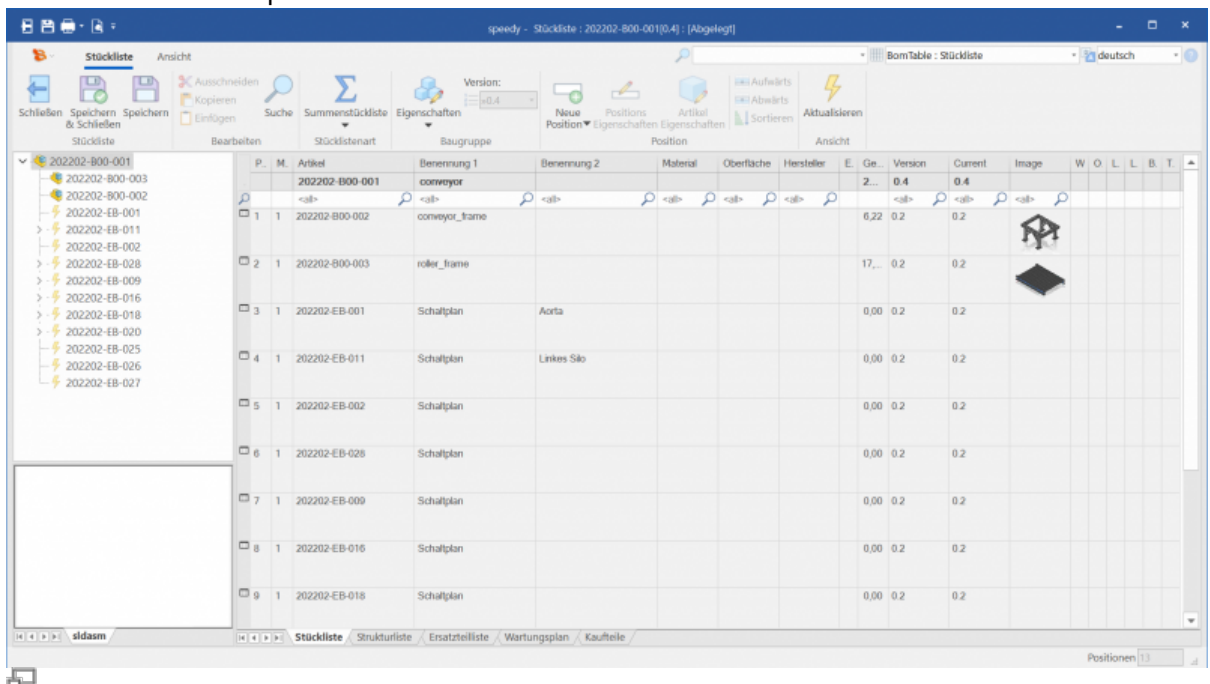 speedy - Stückliste : 202202-B00-001[0.4] : [Abgelegt]
Stückliste Ansicht BomTable : Stückliste deutsch
Schließen Speichern & Schließen Speichern Ausschneiden Kopieren Einfügen Suche Summenstückliste Eigenschaften Version: =0.4 Neue Position Positions Eigenschaften Artikel Eigenschaften Aufwärts Abwärts Sortieren Aktualisieren
Stückliste Bearbeiten Stücklistenart Baugruppe Position Ansicht
202202-B00-001
202202-B00-003
202202-B00-002
202202-EB-001
202202-EB-011
202202-EB-002
202202-EB-028
202202-EB-009
202202-EB-016
202202-EB-018
202202-EB-020
202202-EB-025
202202-EB-026
202202-EB-027
sldasm
P.. M.. Artikel Benennung 1 Benennung 2 Material Oberfläche Hersteller E.. Ge... Version Current Image W O L.. L.. B.. T..
202202-B00-001 conveyor 2... 0.4 0.4
<all> <all> <all> <all> <all> <all> <all> <all> <all>
1 1 202202-B00-002 conveyor_frame 6,22 0.2 0.2
2 1 202202-B00-003 roller_frame 17,... 0.2 0.2
3 1 202202-EB-001 Schaltplan Aorta 0,00 0.2 0.2
4 1 202202-EB-011 Schaltplan Linkes Silo 0,00 0.2 0.2
5 1 202202-EB-002 Schaltplan 0,00 0.2 0.2
6 1 202202-EB-028 Schaltplan 0,00 0.2 0.2
7 1 202202-EB-009 Schaltplan 0,00 0.2 0.2
8 1 202202-EB-016 Schaltplan 0,00 0.2 0.2
9 1 202202-EB-018 Schaltplan 0,00 0.2 0.2
Stückliste Strukturliste Ersatzteilliste Wartungsplan Kaufteile
Positionen 13